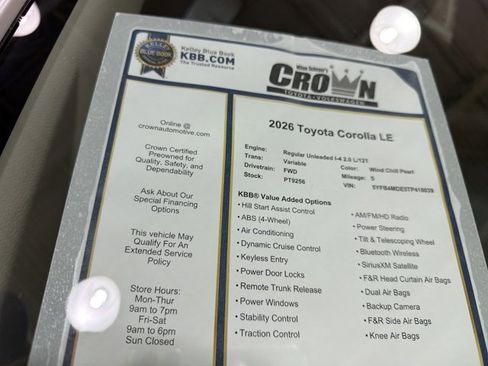 KELLEY
BLUE BOOK
Kelley Blue Book
KBB.COM
The Trusted Resource
CROWN
TOYOTA • VOLKSWAGEN
Online @
crownautomotive.com
Crown Certified
Preowned for
Quality, Safety, and
Dependability
Ask About Our
Special Financing
Options
This vehicle May
Qualify For An
Extended Service
Policy
Store Hours:
Mon-Thur
9am to 7pm
Fri-Sat
9am to 6pm
Sun Closed
2026 Toyota Corolla LE
Engine: Regular Unleaded I-4 2.0 L/121
Trans: Variable Color: Wind Chill Pearl
Drivetrain: FWD Mileage: 5
Stock: PT9256 VIN:
KBB® Value Added Options
• Hill Start Assist Control
• ABS (4-Wheel)
• Air Conditioning
• Dynamic Cruise Control
• Keyless Entry
• Power Door Locks
• Remote Trunk Release
• Power Windows
• Stability Control
• Traction Control
• AM/FM/HD Radio
• Power Steering
• Tilt & Telescoping Wheel
• Bluetooth Wireless
• SiriusXM Satellite
• F&R Head Curtain Air Bags
• Dual Air Bags
• Backup Camera
• F&R Side Air Bags
• Knee Air Bags